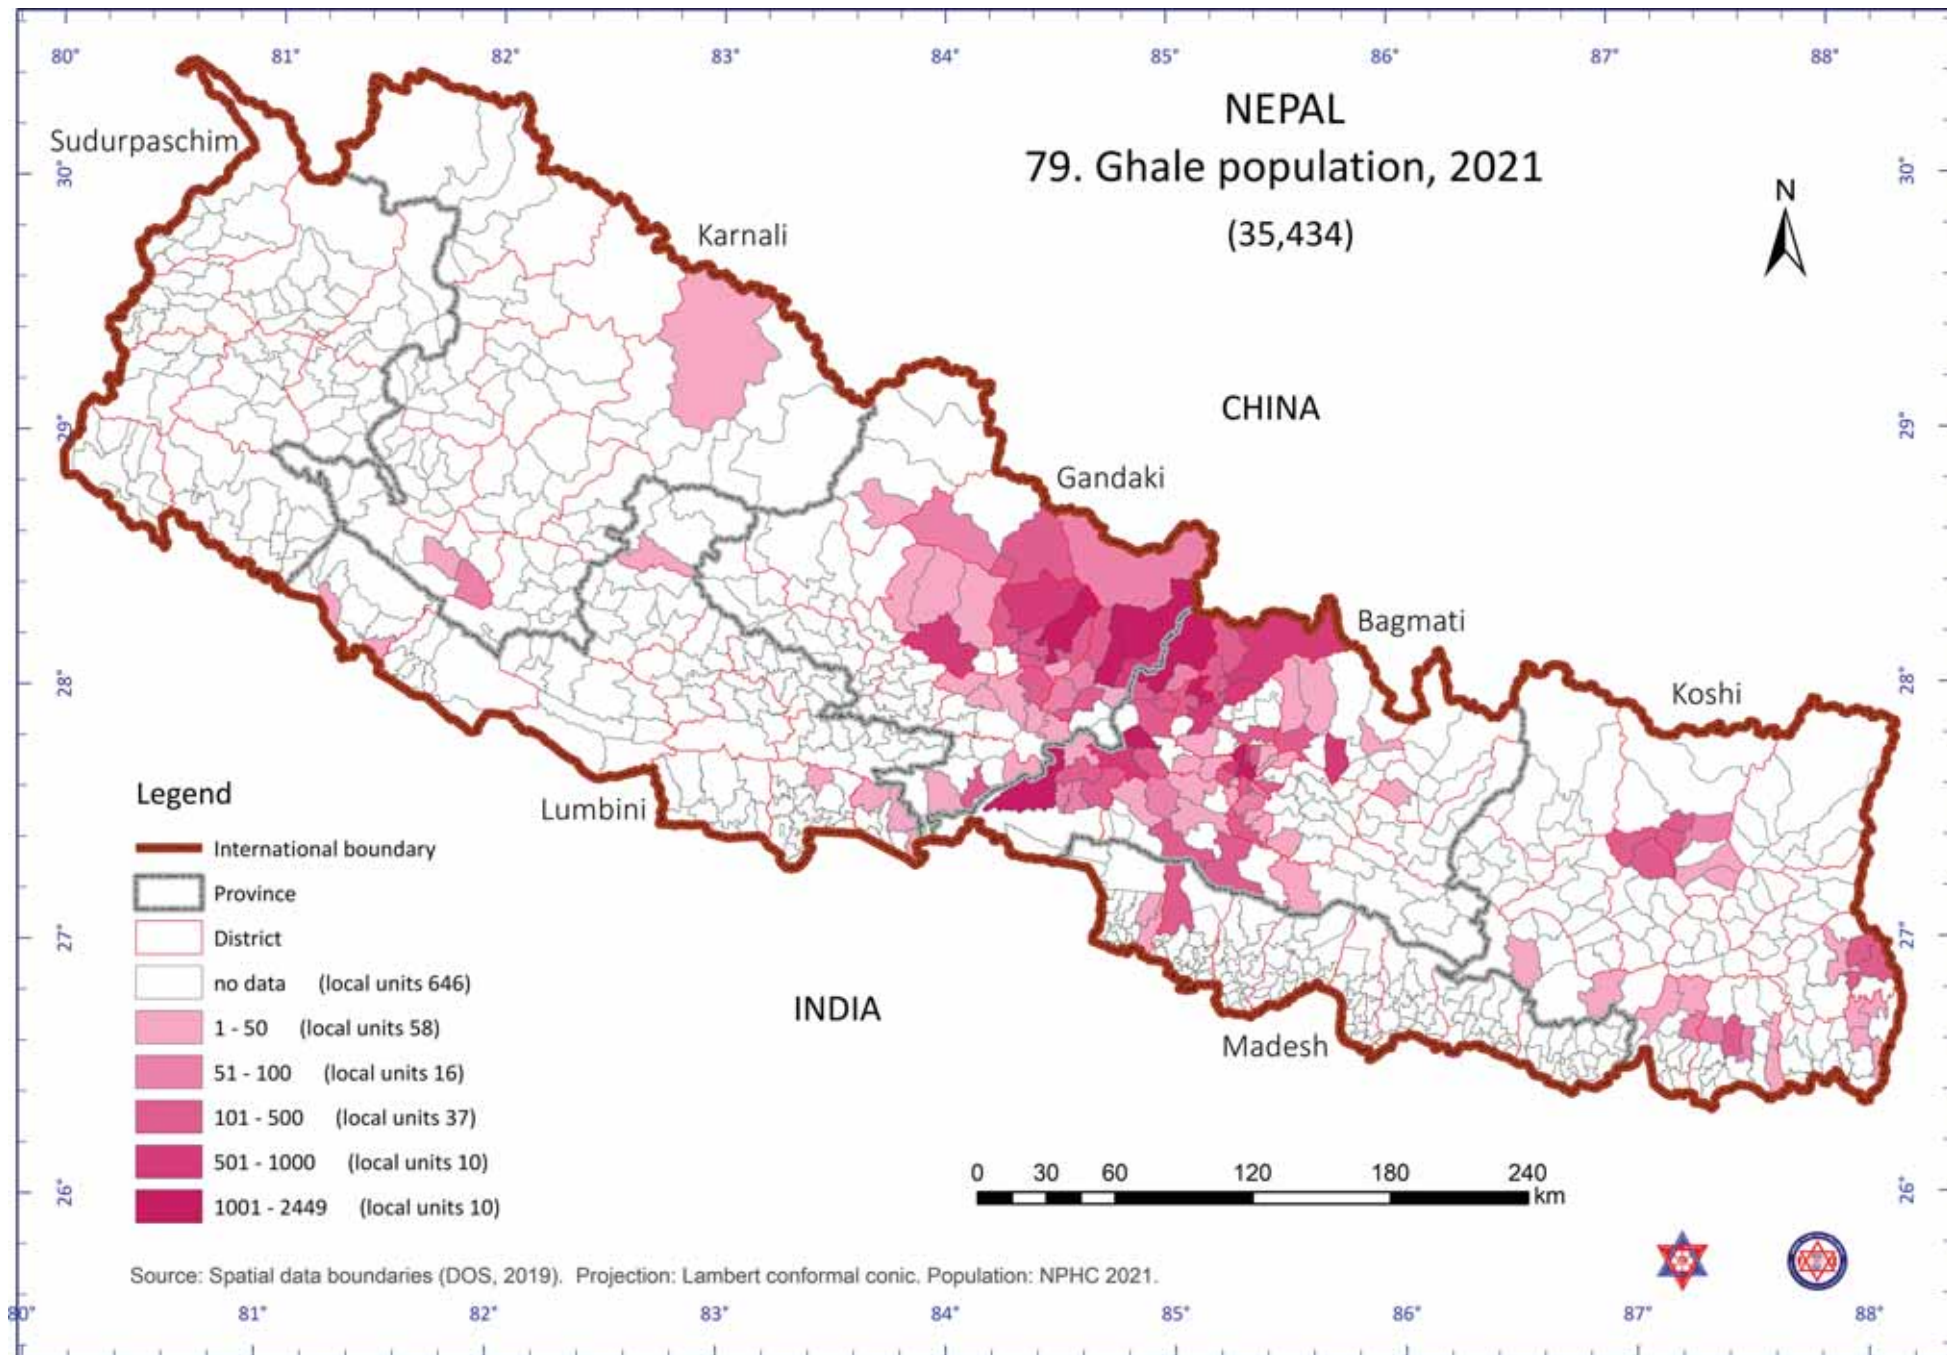 80° 81° 82° 83° 84° 85° 86° 87° 88°
NEPAL
79. Ghale population, 2021
(35,434)
N
Sudurpaschim
30° 30°
Karnali
CHINA
29° 29°
Gandaki
Bagmati
28° 28°
Koshi
Legend
Lumbini
International boundary
Province
District
27° 27°
no data (local units 646)
INDIA
1 - 50 (local units 58)
Madesh
51 - 100 (local units 16)
101 - 500 (local units 37)
501 - 1000 (local units 10)
0 30 60 120 180 240
km
26° 26°
1001 - 2449 (local units 10)
Source: Spatial data boundaries (DOS, 2019). Projection: Lambert conformal conic. Population: NPHC 2021.
80° 81° 82° 83° 84° 85° 86° 87° 88°